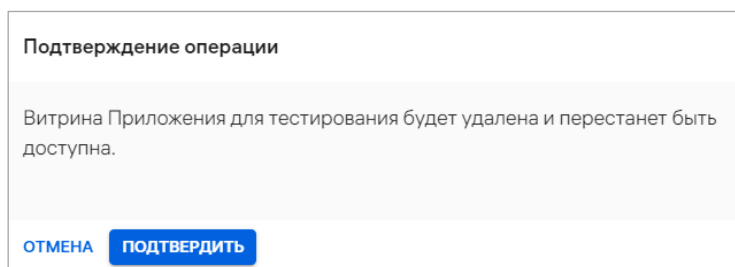 Подтверждение операции
Витрина Приложения для тестирования будет удалена и перестанет быть
доступна.
ОТМЕНА ПОДТВЕРДИТЬ